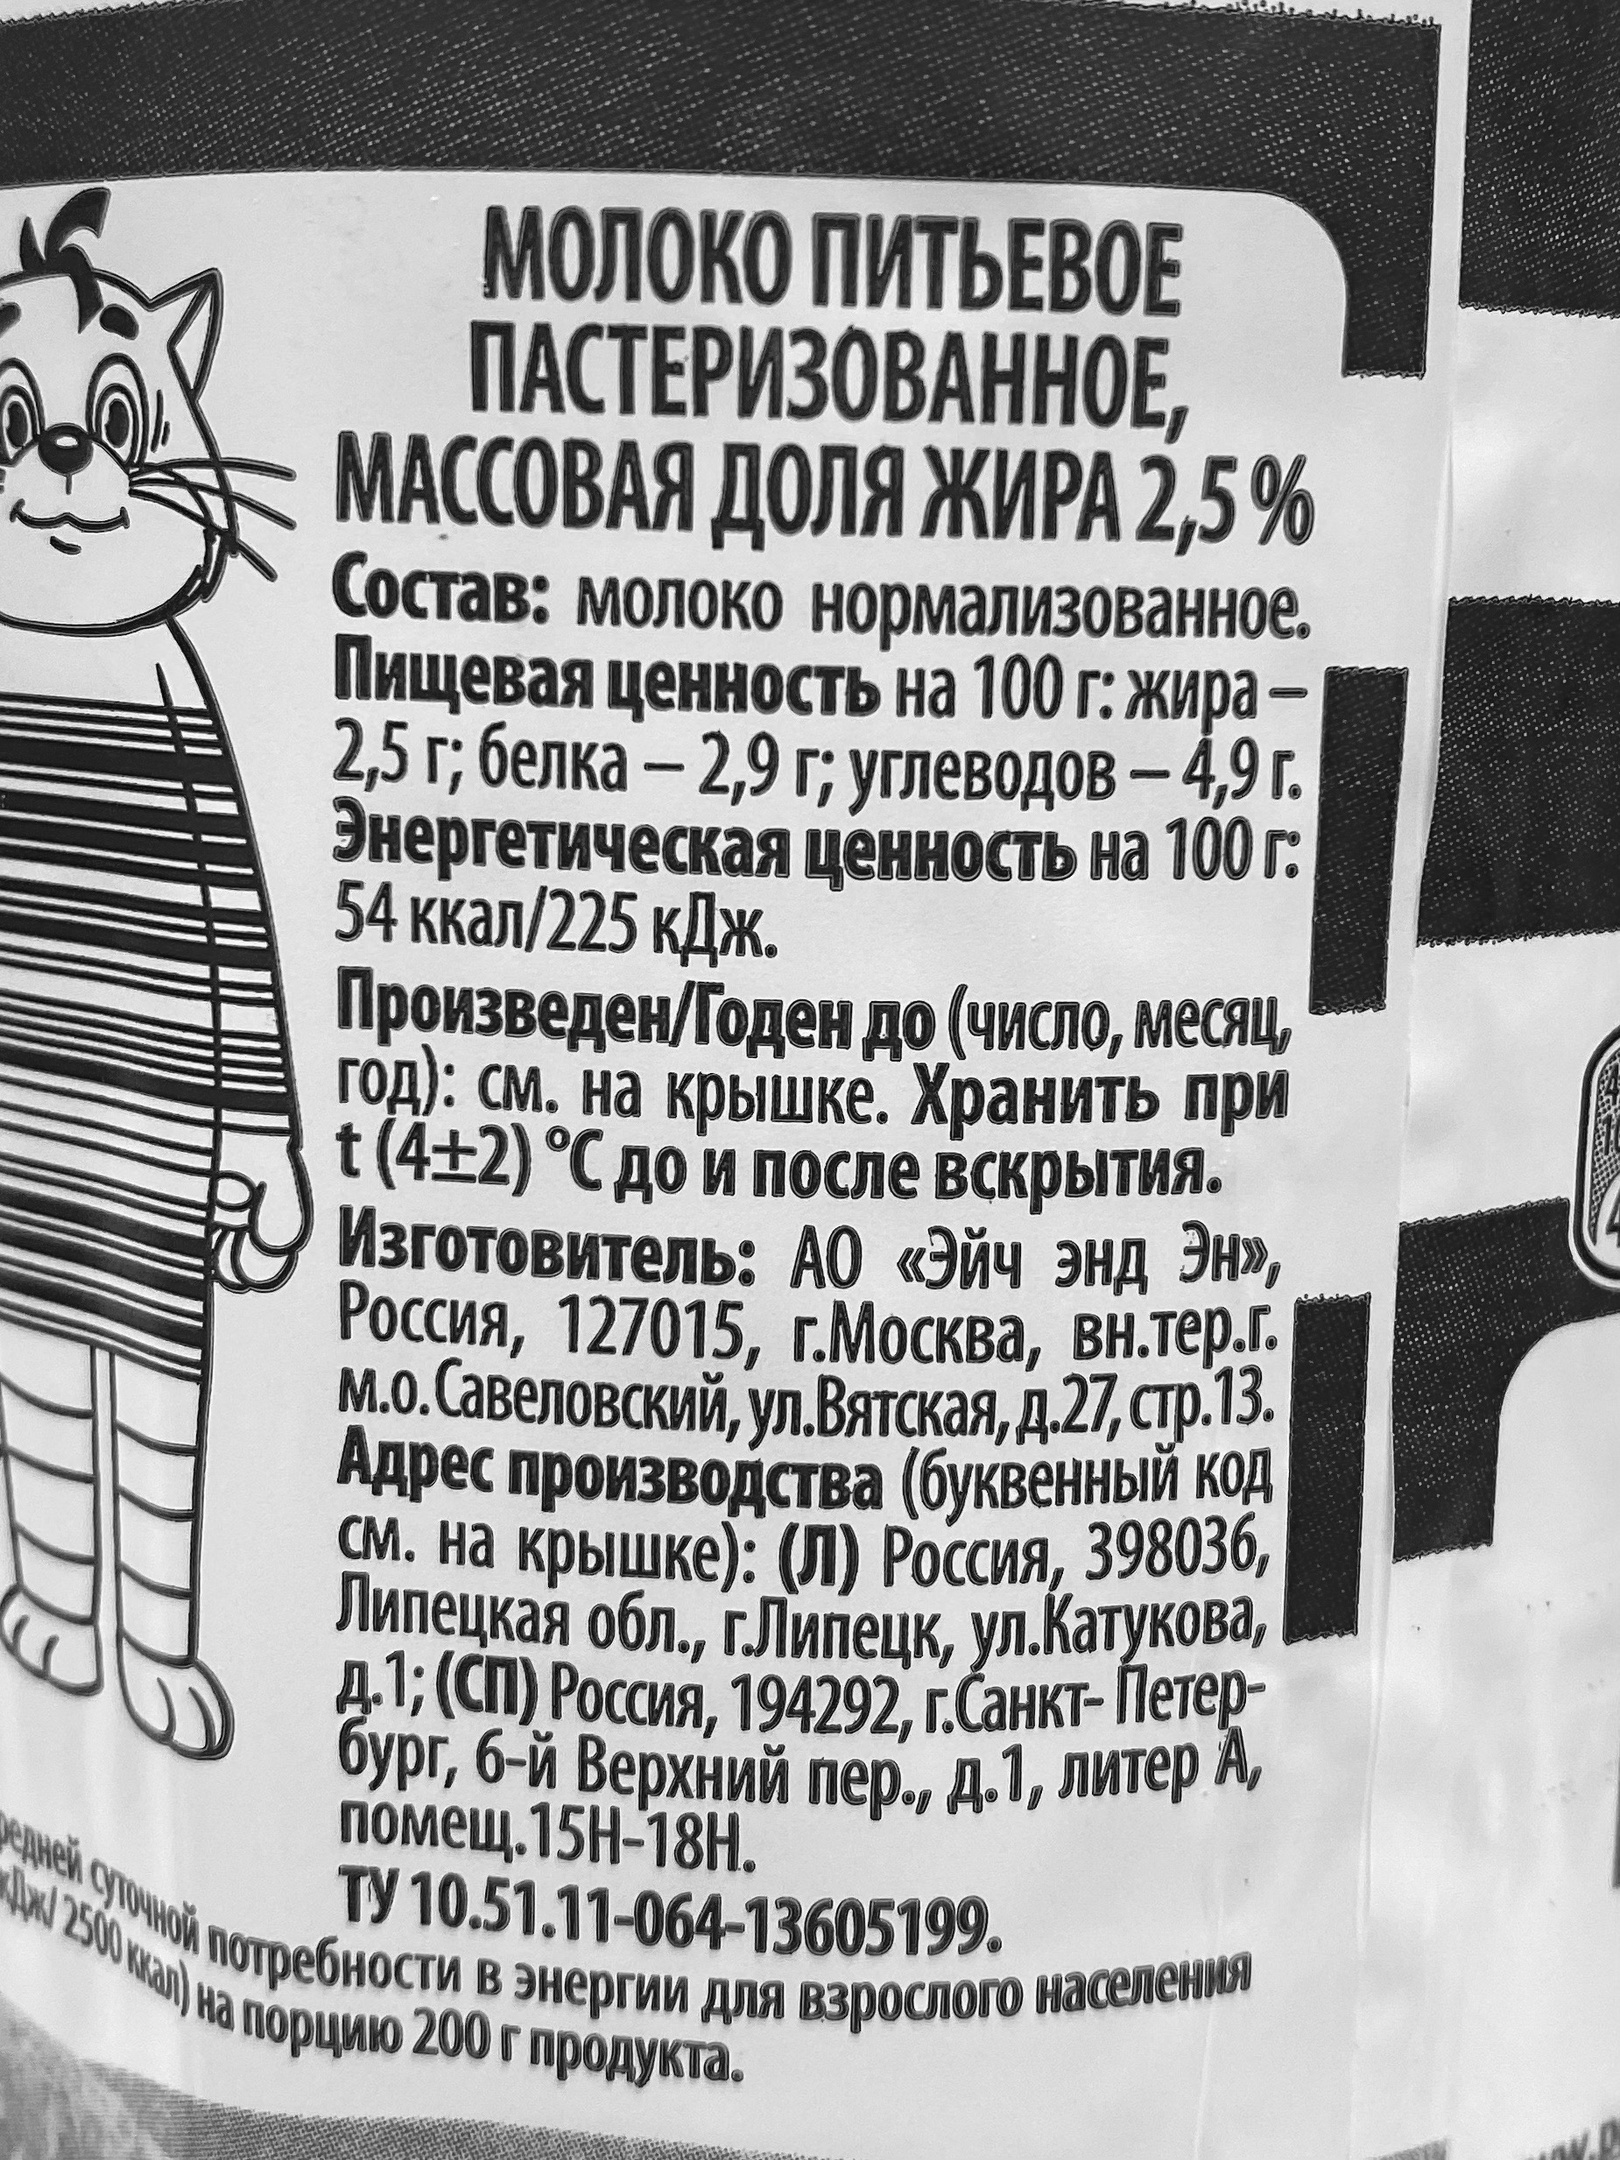 МОЛОКО ПИТЬЕВОЕ
ПАСТЕРИЗОВАННОЕ,
МАССОВАЯ ДОЛЯ ЖИРА 2,5%
Состав: молоко нормализованное.
Пищевая ценность на 100 г: жира –
2,5 г; белка – 2,9 г; углеводов – 4,9 г.
Энергетическая ценность на 100 г:
54 ккал/225 кДж.
Произведен/Годен до (число, месяц,
год): см. на крышке. Хранить при
t (4±2) °С до и после вскрытия.
Изготовитель: АО «Эйч энд Эн»,
Россия, 127015, г.Москва, вн.тер.г.
м.о.Савеловский, ул.Вятская, д.27, стр.13.
Адрес производства (буквенный код
см. на крышке): (Л) Россия, 398036,
Липецкая обл., г.Липецк, ул.Катукова,
д.1; (СП) Россия, 194292, г.Санкт- Петер-
бург, 6-й Верхний пер., д.1, литер А,
помещ.15Н-18Н.
ТУ 10.51.11-064-13605199.
редней суточной потребности в энергии для взрослого населения
кДж/ 2500 ккал) на порцию 200 г продукта.